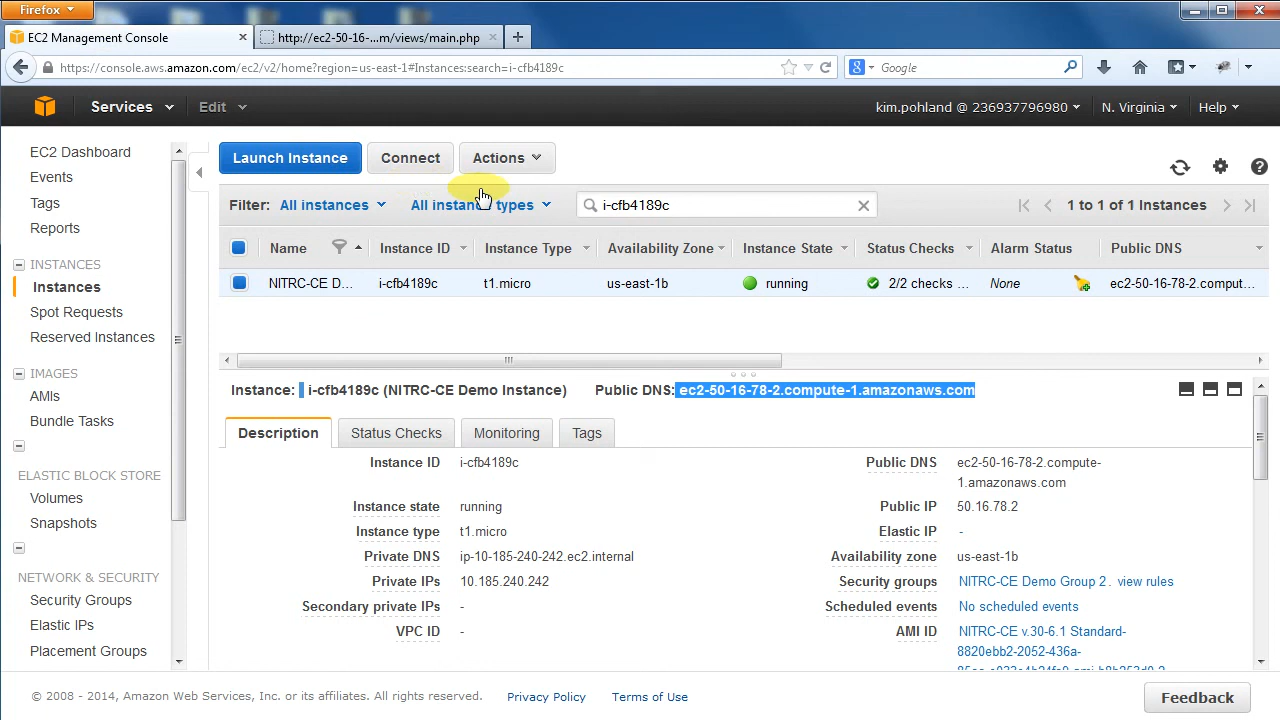 Firefox
EC2 Management Console
http://ec2-50-16-...m/views/main.php
https://console.aws.amazon.com/ec2/v2/home?region=us-east-1#Instances:search=i-cfb4189c
Google
Services
Edit
kim.pohland @ 236937796980
N. Virginia
Help
EC2 Dashboard
Events
Tags
Reports
INSTANCES
Instances
Spot Requests
Reserved Instances
IMAGES
AMIs
Bundle Tasks
ELASTIC BLOCK STORE
Volumes
Snapshots
NETWORK & SECURITY
Security Groups
Elastic IPs
Placement Groups
Launch Instance
Connect
Actions
Filter: All instances All instance types i-cfb4189c 1 to 1 of 1 Instances
Name Instance ID Instance Type Availability Zone Instance State Status Checks Alarm Status Public DNS
NITRC-CE D... i-cfb4189c t1.micro us-east-1b running 2/2 checks ... None ec2-50-16-78-2.comput...
Instance: i-cfb4189c (NITRC-CE Demo Instance) Public DNS: ec2-50-16-78-2.compute-1.amazonaws.com
Description Status Checks Monitoring Tags
Instance ID i-cfb4189c
Instance state running
Instance type t1.micro
Private DNS ip-10-185-240-242.ec2.internal
Private IPs 10.185.240.242
Secondary private IPs -
VPC ID -
Public DNS ec2-50-16-78-2.compute-
1.amazonaws.com
Public IP 50.16.78.2
Elastic IP -
Availability zone us-east-1b
Security groups NITRC-CE Demo Group 2. view rules
Scheduled events No scheduled events
AMI ID NITRC-CE v.30-6.1 Standard-
8820ebb2-2052-436a-
© 2008 - 2014, Amazon Web Services, Inc. or its affiliates. All rights reserved.
Privacy Policy
Terms of Use
Feedback